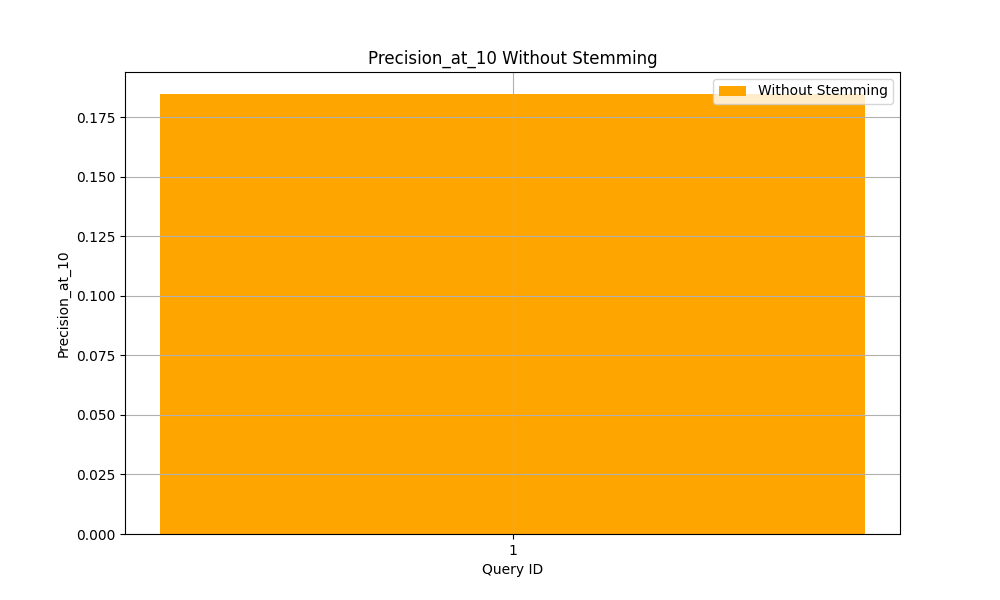 Precision_at_10 Without Stemming
Without Stemming
0.175
0.150
0.125
0.100
0.075
0.050
0.025
0.000
Precision_at_10
1
Query ID